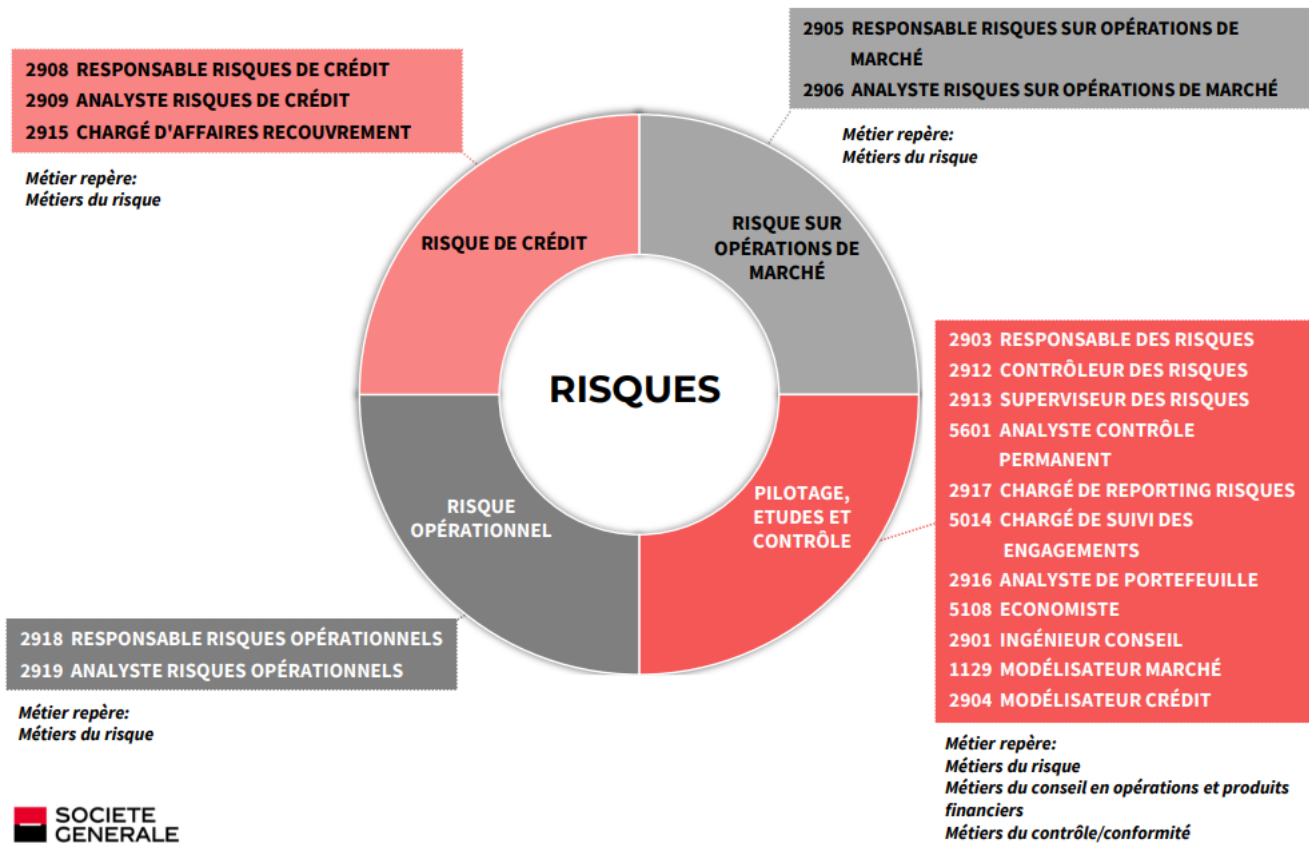 2908 RESPONSABLE RISQUES DE CRÉDIT
2909 ANALYSTE RISQUES DE CRÉDIT
2915 CHARGÉ D'AFFAIRES RECOUVREMENT
Métier repère:
Métiers du risque
2905 RESPONSABLE RISQUES SUR OPÉRATIONS DE
MARCHÉ
2906 ANALYSTE RISQUES SUR OPÉRATIONS DE MARCHÉ
Métier repère:
Métiers du risque
RISQUE DE CRÉDIT
RISQUE SUR
OPÉRATIONS DE
MARCHÉ
RISQUES
RISQUE
OPÉRATIONNEL
PILOTAGE,
ETUDES ET
CONTRÔLE
2903 RESPONSABLE DES RISQUES
2912 CONTRÔLEUR DES RISQUES
2913 SUPERVISEUR DES RISQUES
5601 ANALYSTE CONTRÔLE
PERMANENT
2917 CHARGÉ DE REPORTING RISQUES
5014 CHARGÉ DE SUIVI DES
ENGAGEMENTS
2916 ANALYSTE DE PORTEFEUILLE
5108 ECONOMISTE
2901 INGÉNIEUR CONSEIL
1129 MODÉLISATEUR MARCHÉ
2904 MODÉLISATEUR CRÉDIT
Métier repère:
Métiers du risque
Métiers du conseil en opérations et produits
financiers
Métiers du contrôle/conformité
2918 RESPONSABLE RISQUES OPÉRATIONNELS
2919 ANALYSTE RISQUES OPÉRATIONNELS
Métier repère:
Métiers du risque
SOCIETE
GENERALE